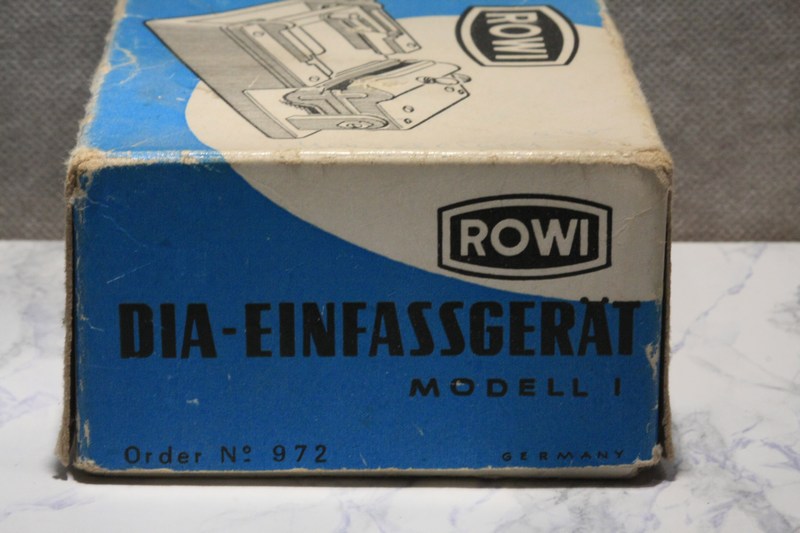 ROWI
ROWI
DIA-EINFASSGERÄT
MODELL I
Order Nº 972
GERMANY